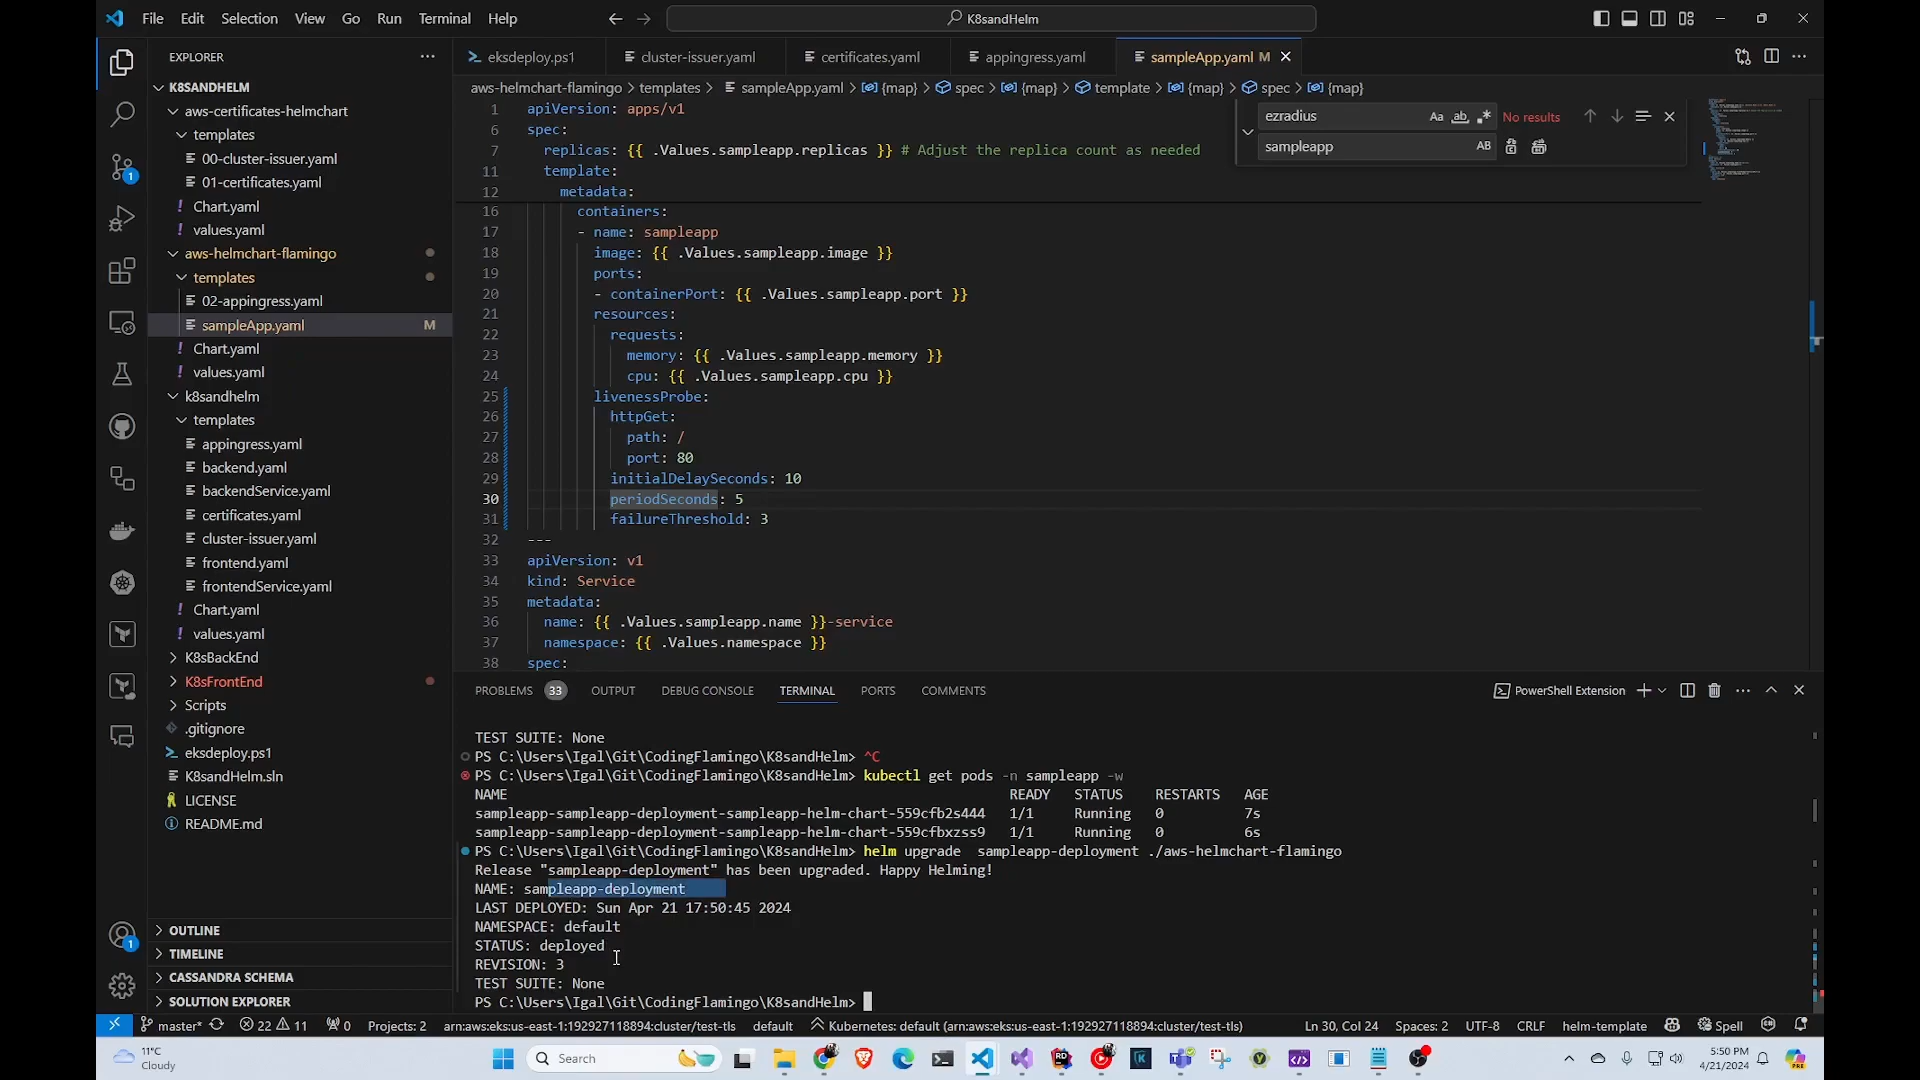 File Edit Selection View Go Run Terminal Help
K8sandHelm
EXPLORER
K8SANDHELM
aws-certificates-helmchart
templates
00-cluster-issuer.yaml
01-certificates.yaml
! Chart.yaml
! values.yaml
aws-helmchart-flamingo
templates
02-appingress.yaml
sampleApp.yaml M
! Chart.yaml
! values.yaml
k8sandhelm
templates
appingress.yaml
backend.yaml
backendService.yaml
certificates.yaml
cluster-issuer.yaml
frontend.yaml
frontendService.yaml
! Chart.yaml
! values.yaml
K8sBackEnd
K8sFrontEnd
Scripts
.gitignore
eksdeploy.ps1
K8sandHelm.sln
LICENSE
README.md
OUTLINE
TIMELINE
CASSANDRA SCHEMA
SOLUTION EXPLORER
1
1
eksdeploy.ps1 cluster-issuer.yaml certificates.yaml appingress.yaml sampleApp.yaml M
aws-helmchart-flamingo > templates > sampleApp.yaml > {map} > spec > {map} > template > {map} > spec > {map}
ezradius Aa ab .* No results
sampleapp AB
1 apiVersion: apps/v1
6 spec:
7 replicas: {{ .Values.sampleapp.replicas }} # Adjust the replica count as needed
11 template:
12 metadata:
16 containers:
17 - name: sampleapp
18 image: {{ .Values.sampleapp.image }}
19 ports:
20 - containerPort: {{ .Values.sampleapp.port }}
21 resources:
22 requests:
23 memory: {{ .Values.sampleapp.memory }}
24 cpu: {{ .Values.sampleapp.cpu }}
25 livenessProbe:
26 httpGet:
27 path: /
28 port: 80
29 initialDelaySeconds: 10
30 periodSeconds: 5
31 failureThreshold: 3
32 ---
33 apiVersion: v1
34 kind: Service
35 metadata:
36 name: {{ .Values.sampleapp.name }}-service
37 namespace: {{ .Values.namespace }}
38 spec:
PROBLEMS 33 OUTPUT DEBUG CONSOLE TERMINAL PORTS COMMENTS
PowerShell Extension
TEST SUITE: None
PS C:\Users\Igal\Git\CodingFlamingo\K8sandHelm> ^C
PS C:\Users\Igal\Git\CodingFlamingo\K8sandHelm> kubectl get pods -n sampleapp -w
NAME READY STATUS RESTARTS AGE
sampleapp-sampleapp-deployment-sampleapp-helm-chart-559cfb2s444 1/1 Running 0 7s
sampleapp-sampleapp-deployment-sampleapp-helm-chart-559cfbxzss9 1/1 Running 0 6s
PS C:\Users\Igal\Git\CodingFlamingo\K8sandHelm> helm upgrade sampleapp-deployment ./aws-helmchart-flamingo
Release "sampleapp-deployment" has been upgraded. Happy Helming!
NAME: sampleapp-deployment
LAST DEPLOYED: Sun Apr 21 17:50:45 2024
NAMESPACE: default
STATUS: deployed
REVISION: 3
TEST SUITE: None
PS C:\Users\Igal\Git\CodingFlamingo\K8sandHelm>
master* 22 11 0 Projects: 2 arn:aws:eks:us-east-1:192927118894:cluster/test-tls default Kubernetes: default (arn:aws:eks:us-east-1:192927118894:cluster/test-tls) Ln 30, Col 24 Spaces: 2 UTF-8 CRLF helm-template Spell
11°C
Cloudy
Search
5:50 PM
4/21/2024